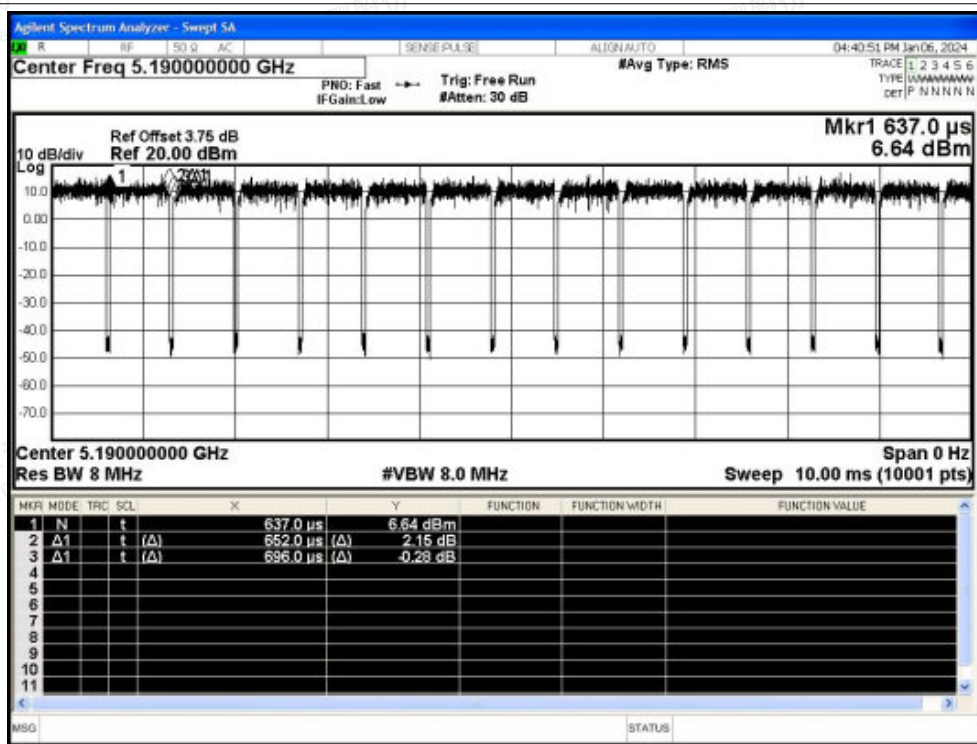 Agilent Spectrum Analyzer - Swept SA
R RF 50 Ω AC SENSE:PULSE ALIGN AUTO 04:40:51 PM Jan 06, 2024
Center Freq 5.190000000 GHz #Avg Type: RMS TRACE 1 2 3 4 5 6
PNO: Fast Trig: Free Run TYPE
IFGain:Low #Atten: 30 dB DET P N N N N N
Mkr1 637.0 µs
Ref Offset 3.75 dB
10 dB/div Ref 20.00 dBm 6.64 dBm
Log
1
10.0
0.00
-10.0
-20.0
-30.0
-40.0
-50.0
-60.0
-70.0
Center 5.190000000 GHz Span 0 Hz
Res BW 8 MHz #VBW 8.0 MHz Sweep 10.00 ms (10001 pts)
MKR MODE TRC SCL X Y FUNCTION FUNCTION WIDTH FUNCTION VALUE
1 N t 637.0 µs 6.64 dBm
2 Δ1 t (Δ) 652.0 µs (Δ) 2.15 dB
3 Δ1 t (Δ) 696.0 µs (Δ) -0.28 dB
4
5
6
7
8
9
10
11
MSG STATUS